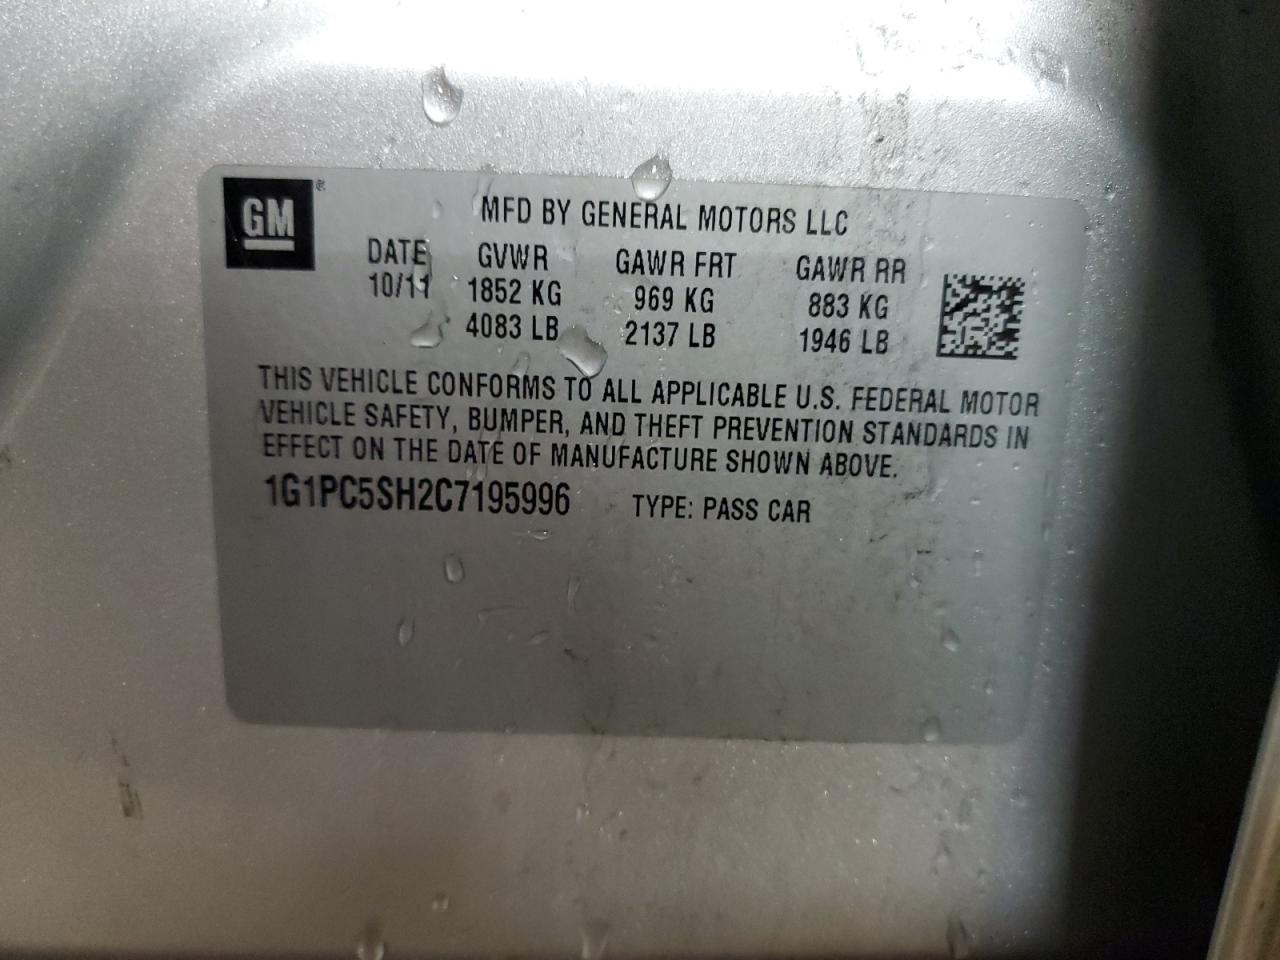 GM®
MFD BY GENERAL MOTORS LLC
DATE GVWR GAWR FRT GAWR RR
10/11 1852 KG 969 KG 883 KG
4083 LB 2137 LB 1946 LB
THIS VEHICLE CONFORMS TO ALL APPLICABLE U.S. FEDERAL MOTOR
VEHICLE SAFETY, BUMPER, AND THEFT PREVENTION STANDARDS IN
EFFECT ON THE DATE OF MANUFACTURE SHOWN ABOVE.
1G1PC5SH2C7195996 TYPE: PASS CAR